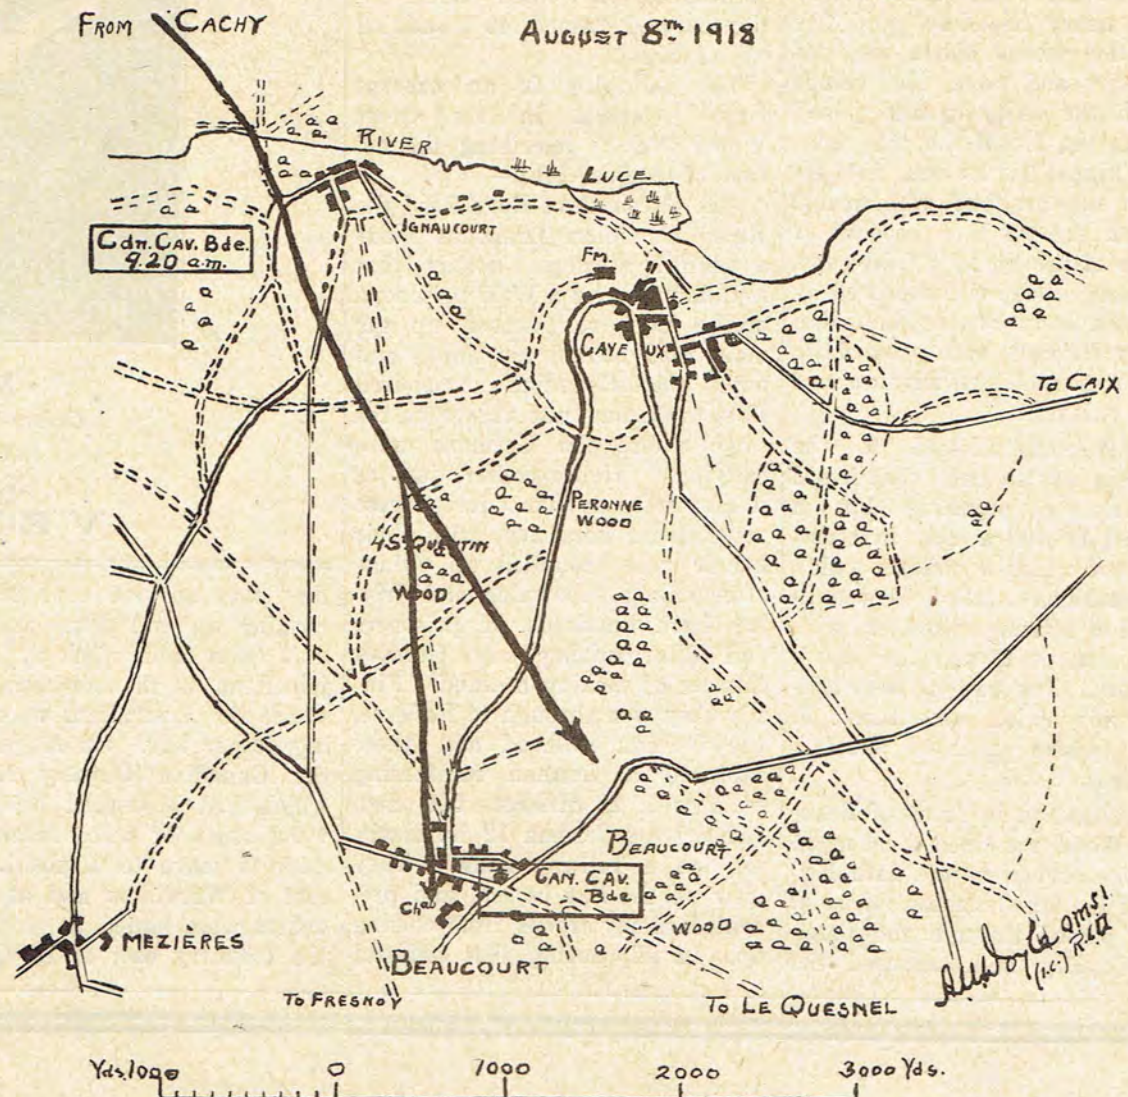 FROM CACHY
AUGUST 8TH 1918
RIVER
LUCE
IGNAUCOURT
Cdn. CAV. Bde.
9.20 a.m.
Fm.
CAYEUX
TO CAIX
PERONNE
WOOD
St QUENTIN
WOOD
BEAUCOURT
WOOD
CAN. CAV.
Bde
Chau
MEZIÈRES
BEAUCOURT
TO FRESNOY
TO LE QUESNEL
Q.M.S.I.
(I.C.) R.C.D
Yds. 1000 0 1000 2000 3000 Yds.